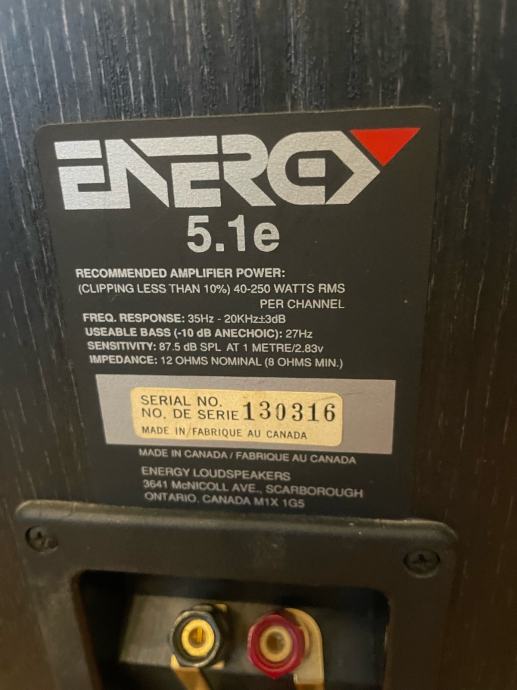 ENERGY
5.1e
RECOMMENDED AMPLIFIER POWER:
(CLIPPING LESS THAN 10%) 40-250 WATTS RMS
PER CHANNEL
FREQ. RESPONSE: 35Hz - 20KHz±3dB
USEABLE BASS (-10 dB ANECHOIC): 27Hz
SENSITIVITY: 87.5 dB SPL AT 1 METRE/2.83v
IMPEDANCE: 12 OHMS NOMINAL (8 OHMS MIN.)
SERIAL NO.
NO. DE SERIE 130316
MADE IN/FABRIQUE AU CANADA
MADE IN CANADA / FABRIQUE AU CANADA
ENERGY LOUDSPEAKERS
3641 McNICOLL AVE., SCARBOROUGH
ONTARIO, CANADA M1X 1G5